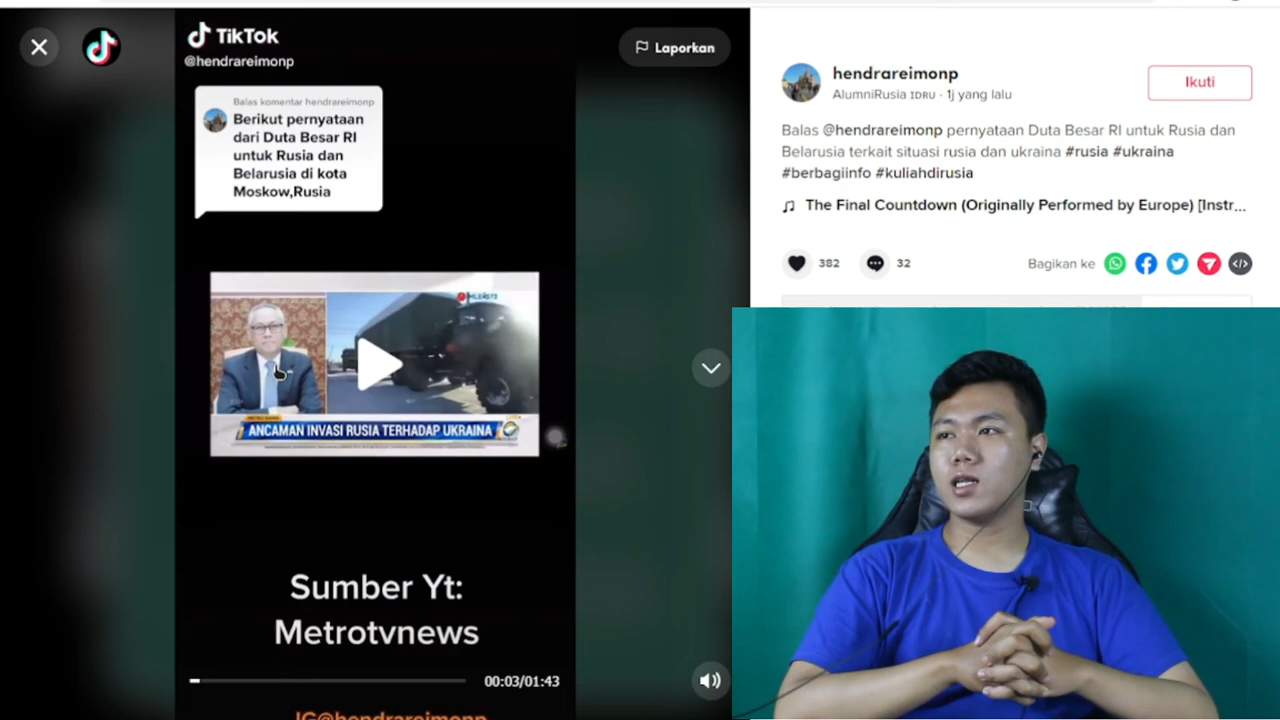 TikTok
@hendrareimonp
Laporkan
Balas komentar hendrareimonp
Berikut pernyataan
dari Duta Besar RI
untuk Rusia dan
Belarusia di kota
Moskow,Rusia
ANCAMAN INVASI RUSIA TERHADAP UKRAINA
Sumber Yt:
Metrotvnews
00:03/01:43
IG@hendrareimonp
hendrareimonp
AlumniRusia IDRU · 1j yang lalu
Ikuti
Balas @hendrareimonp pernyataan Duta Besar RI untuk Rusia dan
Belarusia terkait situasi rusia dan ukraina #rusia #ukraina
#berbagiinfo #kuliahdirusia
The Final Countdown (Originally Performed by Europe) [Instr...
382
32
Bagikan ke